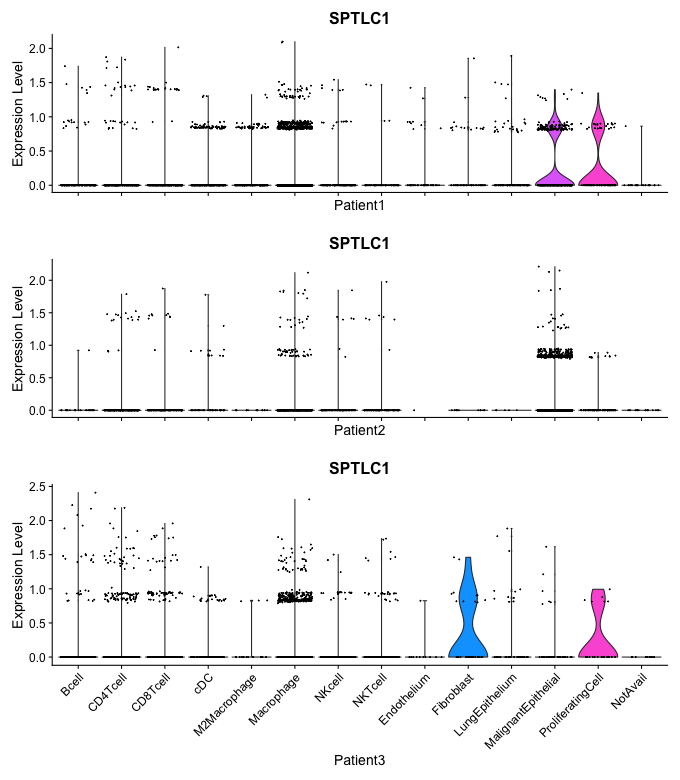 SPTLC1
Expression Level
2.0
1.5
1.0
0.5
0.0
Patient1
SPTLC1
Expression Level
2.0
1.5
1.0
0.5
0.0
Patient2
SPTLC1
Expression Level
2.5
2.0
1.5
1.0
0.5
0.0
Bcell
CD4Tcell
CD8Tcell
cDC
M2Macrophage
Macrophage
NKcell
NKTcell
Endothelium
Fibroblast
LungEpithelium
MalignantEpithelial
ProliferatingCell
NotAvail
Patient3